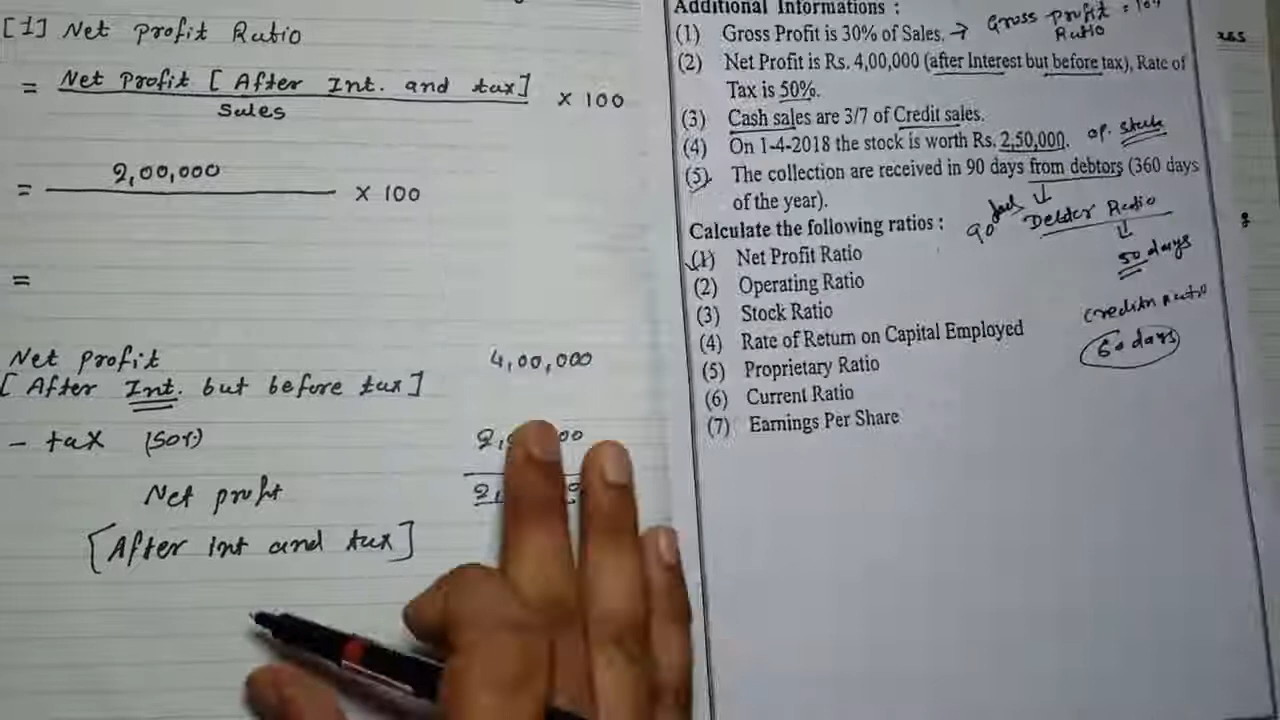 [1] Net profit Ratio
= Net Profit [ After Int. and tax]
Sales
x 100
= 2,00,000
x 100
=
Net profit
4,00,000
[After Int. but before tax]
- tax (50%)
Net profit
[After int and tax]
Additional Informations :
(1) Gross Profit is 30% of Sales. → Gross profit
Ratio
(2) Net Profit is Rs. 4,00,000 (after Interest but before tax), Rate of
Tax is 50%.
(3) Cash sales are 3/7 of Credit sales.
(4) On 1-4-2018 the stock is worth Rs. 2,50,000. op. stock
(5) The collection are received in 90 days from debtors (360 days
of the year).
90
Debtor Ratio
Calculate the following ratios :
(1) Net Profit Ratio
50 days
(2) Operating Ratio
(3) Stock Ratio
(4) Rate of Return on Capital Employed
60 days
(5) Proprietary Ratio
(6) Current Ratio
(7) Earnings Per Share